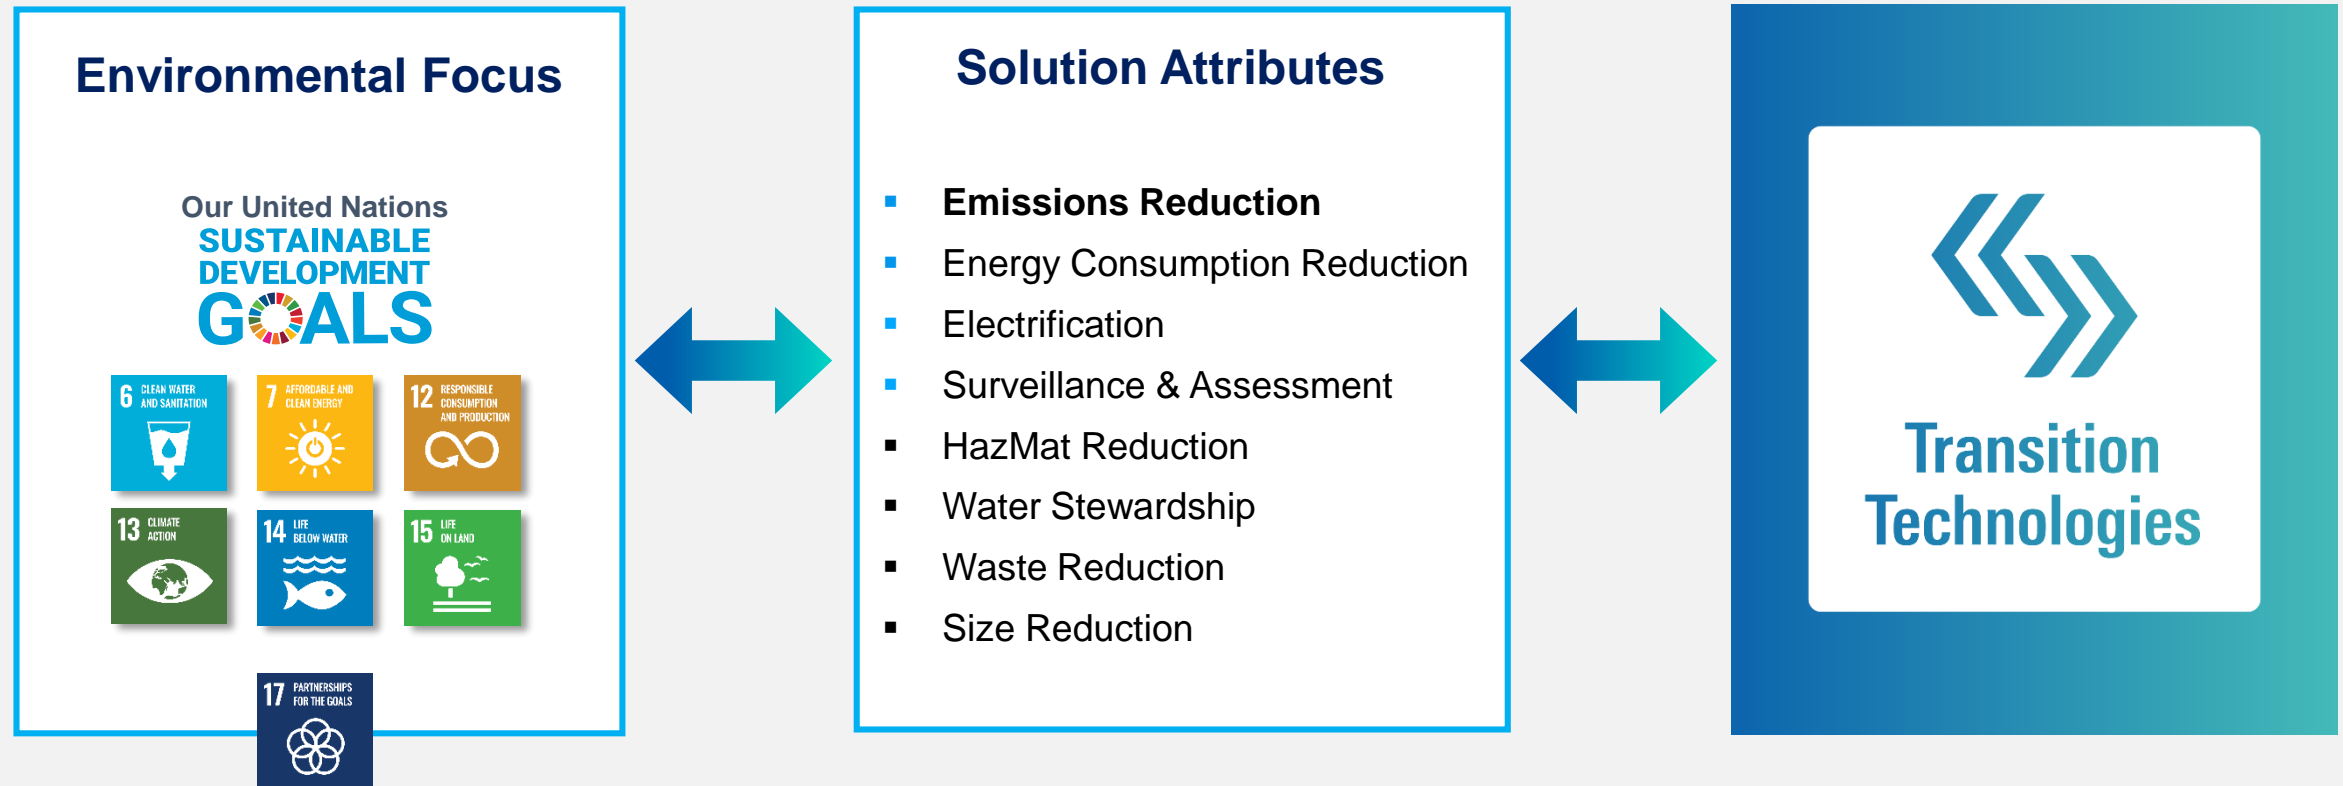 Environmental Focus
Our United Nations
SUSTAINABLE
DEVELOPMENT
GOALS
6 CLEAN WATER
AND SANITATION
7 AFFORDABLE AND
CLEAN ENERGY
12 RESPONSIBLE
CONSUMPTION
AND PRODUCTION
13 CLIMATE
ACTION
14 LIFE
BELOW WATER
15 LIFE
ON LAND
17 PARTNERSHIPS
FOR THE GOALS
Solution Attributes
▪ Emissions Reduction
▪ Energy Consumption Reduction
▪ Electrification
▪ Surveillance & Assessment
▪ HazMat Reduction
▪ Water Stewardship
▪ Waste Reduction
▪ Size Reduction
Transition
Technologies